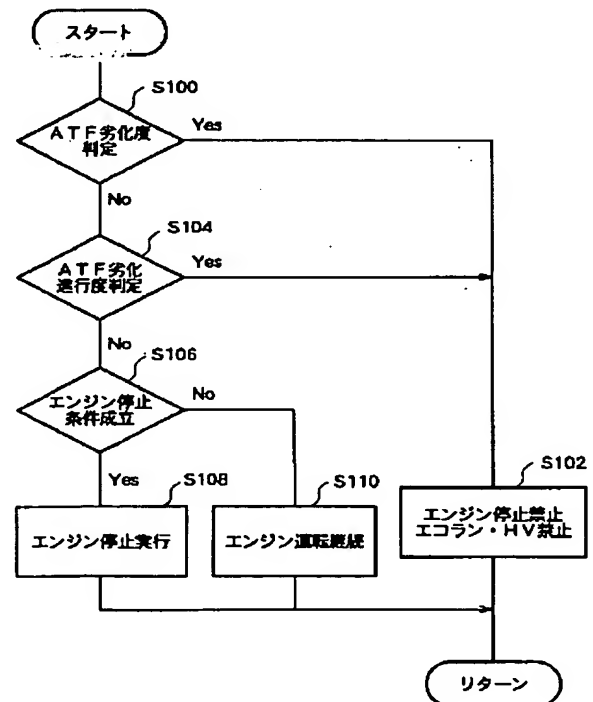 スタート
S100
ATF劣化度
判定
Yes
No
S104
ATF劣化
進行度判定
Yes
No
S106
エンジン停止
条件成立
No
Yes
S108
エンジン停止実行
S110
エンジン運転継続
S102
エンジン停止禁止
エコラン・HV禁止
リターン